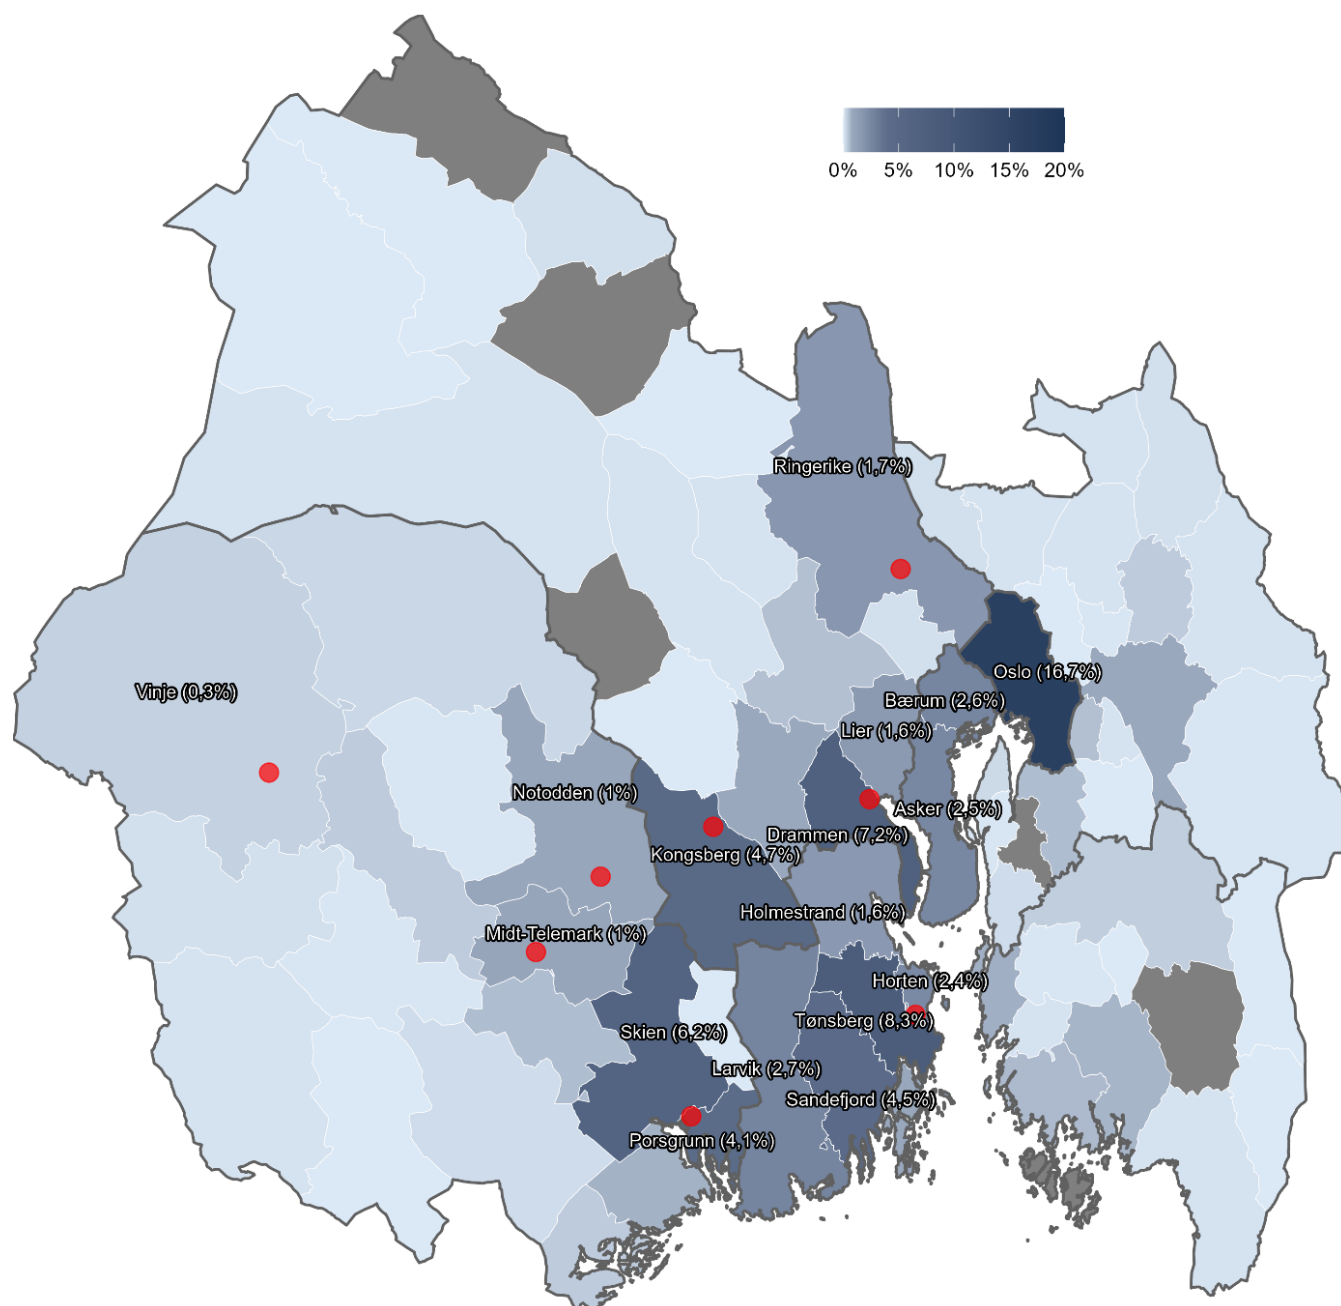 0% 5% 10% 15% 20%
Ringerike (1,7%)
Oslo (16,7%)
Vinje (0,3%)
Bærum (2,6%)
Lier (1,6%)
Notodden (1%)
Asker (2,5%)
Drammen (7,2%)
Kongsberg (4,7%)
Holmestrand (1,6%)
Midt-Telemark (1%)
Horten (2,4%)
Tønsberg (8,3%)
Skien (6,2%)
Larvik (2,7%)
Sandefjord (4,5%)
Porsgrunn (4,1%)